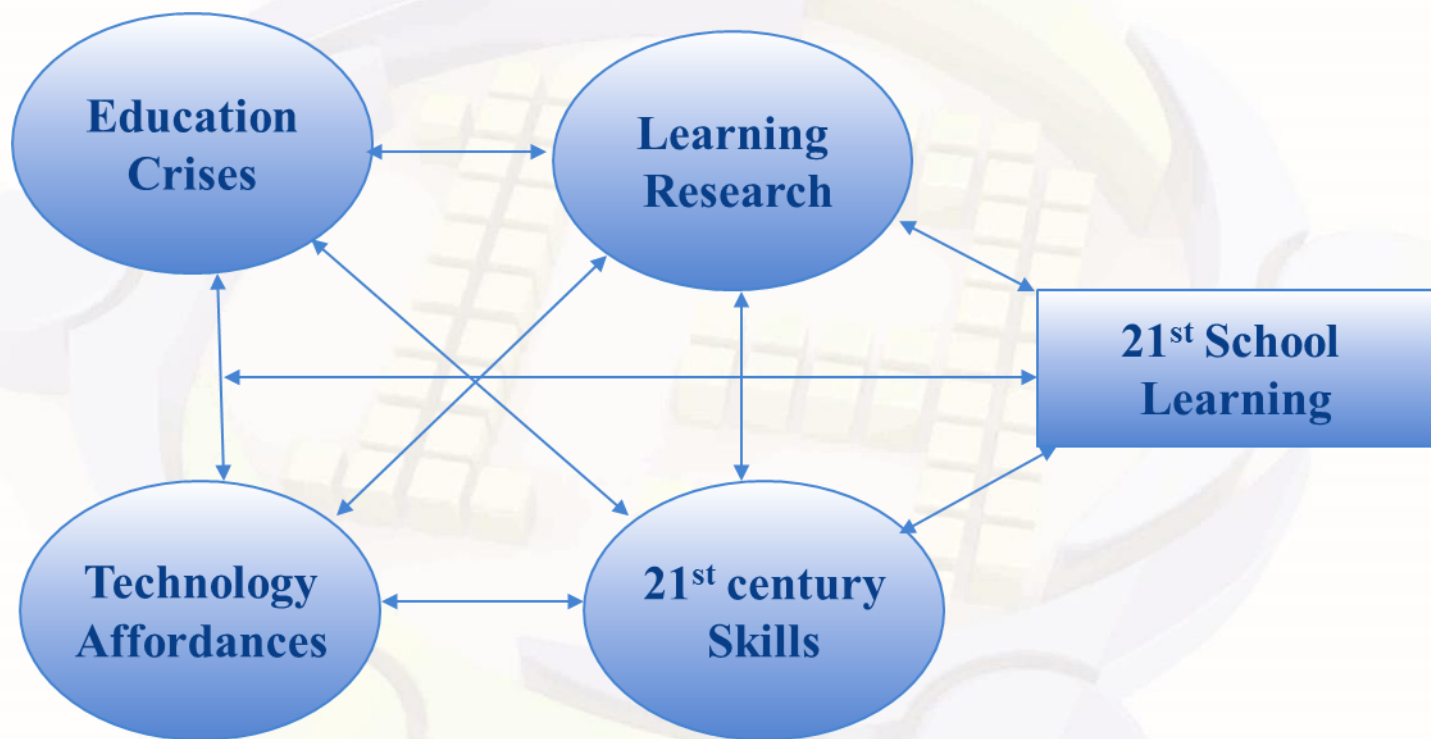 Education
Crises
Learning
Research
21st School
Learning
Technology
Affordances
21st century
Skills